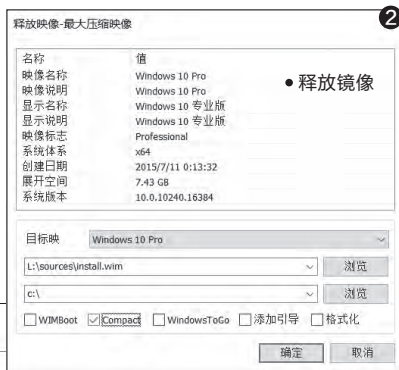 释放映像-最大压缩映像
2
名称 值
映像名称 Windows 10 Pro
映像说明 Windows 10 Pro
显示名称 Windows 10 专业版
显示说明 Windows 10 专业版
映像标志 Professional
系统体系 x64
创建日期 2015/7/11 0:13:32
展开空间 7.43 GB
系统版本 10.0.10240.16384
• 释放镜像
目标映 Windows 10 Pro
L:\sources\install.wim 浏览
c:\ 浏览
WIMBoot Compact WindowsToGo 添加引导 格式化
确定 取消